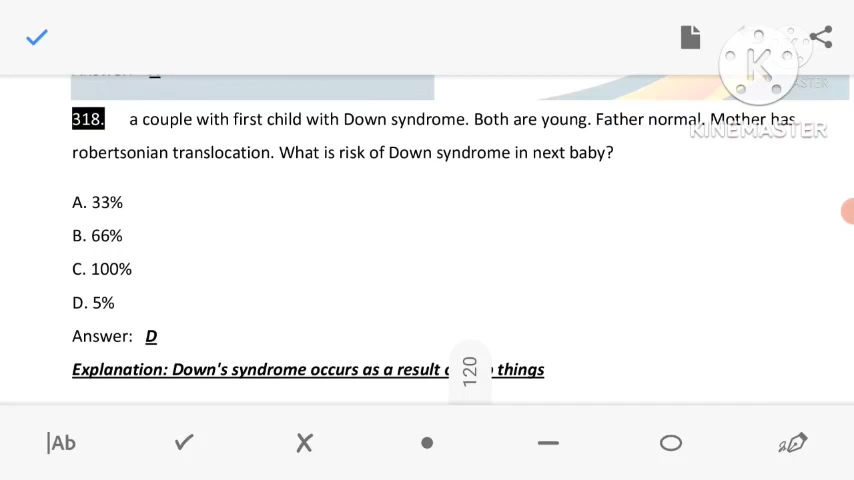 318. a couple with first child with Down syndrome. Both are young. Father normal. Mother has
KINEMASTER
robertsonian translocation. What is risk of Down syndrome in next baby?
A. 33%
B. 66%
C. 100%
D. 5%
Answer: D
Explanation: Down's syndrome occurs as a result things
120
|Ab